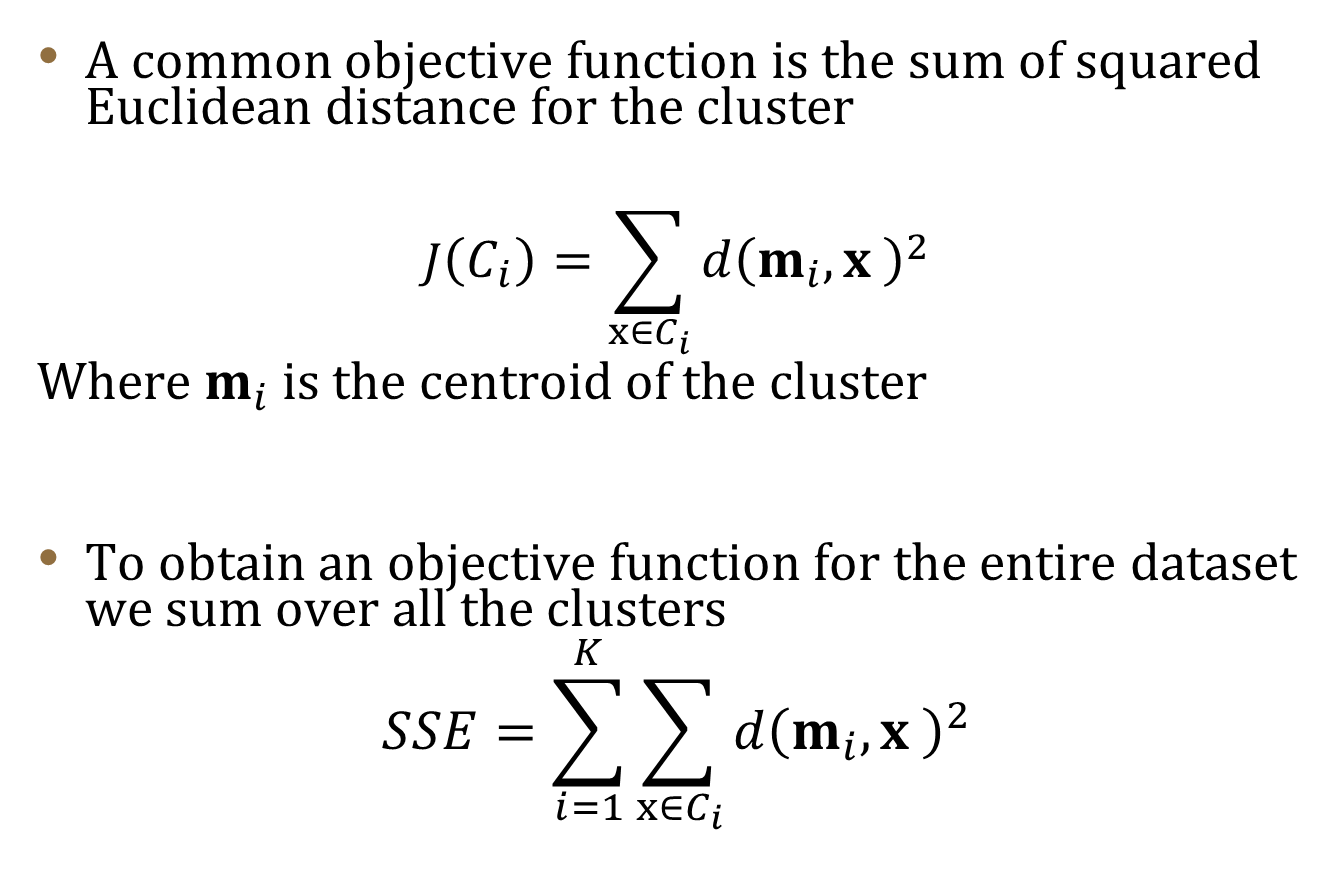 • A common objective function is the sum of squared
Euclidean distance for the cluster
J(C_i) = ∑_{x∈C_i} d(𝐦_i, 𝐱 )^2
Where 𝐦_i is the centroid of the cluster
• To obtain an objective function for the entire dataset
we sum over all the clusters
SSE = ∑_{i=1}^{K} ∑_{x∈C_i} d(𝐦_i, 𝐱 )^2